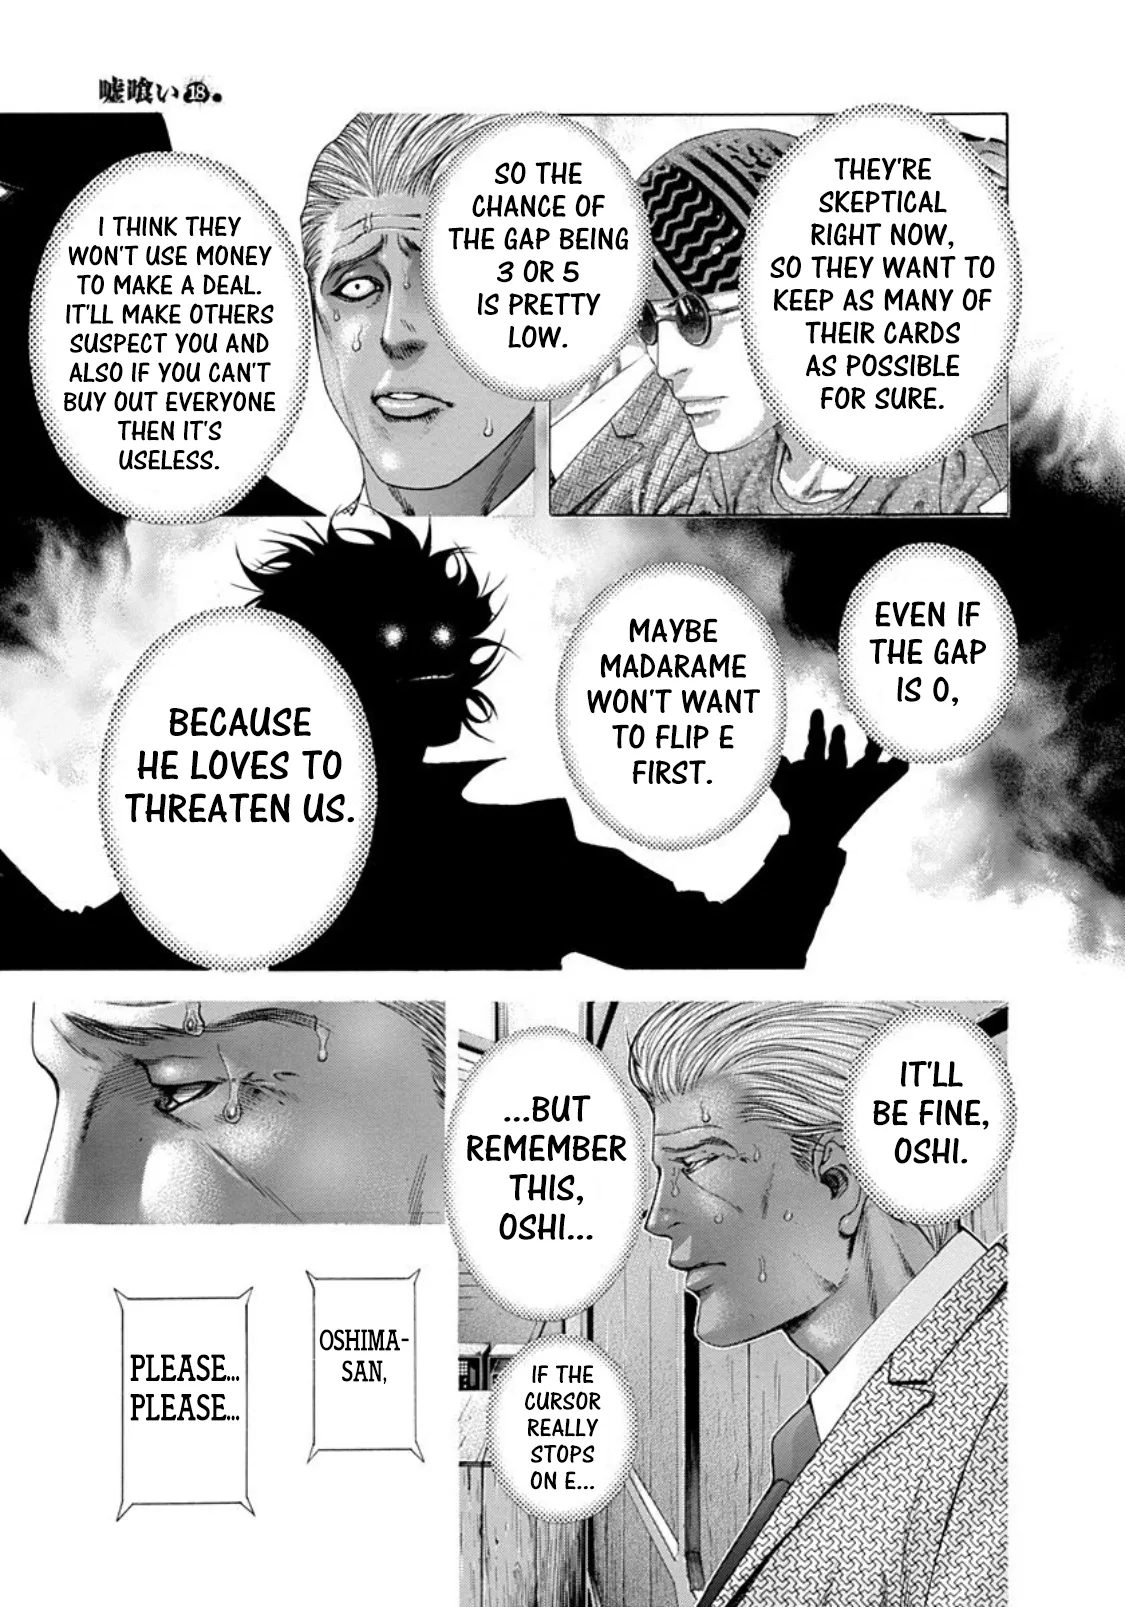 嘘喰い 18
THEY'RE
SKEPTICAL
RIGHT NOW,
SO THEY WANT TO
KEEP AS MANY OF
THEIR CARDS
AS POSSIBLE
FOR SURE.
SO THE
CHANCE OF
THE GAP BEING
3 OR 5
IS PRETTY
LOW.
I THINK THEY
WON'T USE MONEY
TO MAKE A DEAL.
IT'LL MAKE OTHERS
SUSPECT YOU AND
ALSO IF YOU CAN'T
BUY OUT EVERYONE
THEN IT'S
USELESS.
EVEN IF
THE GAP
IS 0,
MAYBE
MADARAME
WON'T WANT
TO FLIP E
FIRST.
BECAUSE
HE LOVES TO
THREATEN US.
IT'LL
BE FINE,
OSHI.
...BUT
REMEMBER
THIS,
OSHI...
IF THE
CURSOR
REALLY
STOPS
ON E...
OSHIMA-
SAN,
PLEASE...
PLEASE...